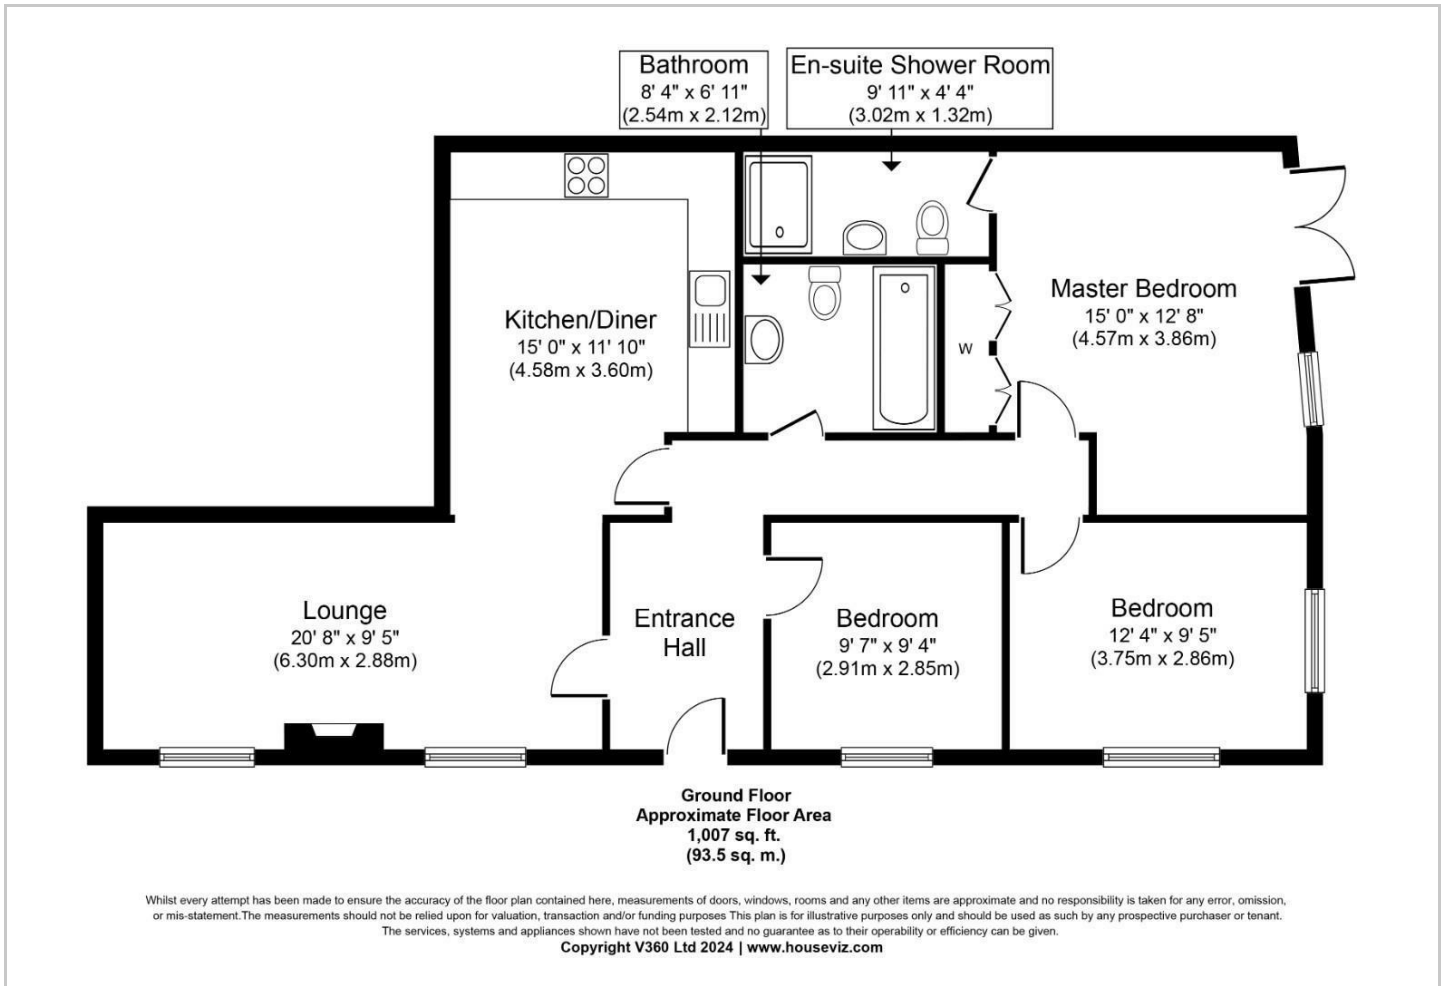 Bathroom
8' 4" x 6' 11"
(2.54m x 2.12m)
En-suite Shower Room
9' 11" x 4' 4"
(3.02m x 1.32m)
Kitchen/Diner
15' 0" x 11' 10"
(4.58m x 3.60m)
Master Bedroom
15' 0" x 12' 8"
(4.57m x 3.86m)
W
Lounge
20' 8" x 9' 5"
(6.30m x 2.88m)
Entrance
Hall
Bedroom
9' 7" x 9' 4"
(2.91m x 2.85m)
Bedroom
12' 4" x 9' 5"
(3.75m x 2.86m)
Ground Floor
Approximate Floor Area
1,007 sq. ft.
(93.5 sq. m.)
Whilst every attempt has been made to ensure the accuracy of the floor plan contained here, measurements of doors, windows, rooms and any other items are approximate and no responsibility is taken for any error, omission,
or mis-statement.The measurements should not be relied upon for valuation, transaction and/or funding purposes This plan is for illustrative purposes only and should be used as such by any prospective purchaser or tenant.
The services, systems and appliances shown have not been tested and no guarantee as to their operability or efficiency can be given.
Copyright V360 Ltd 2024 | www.houseviz.com